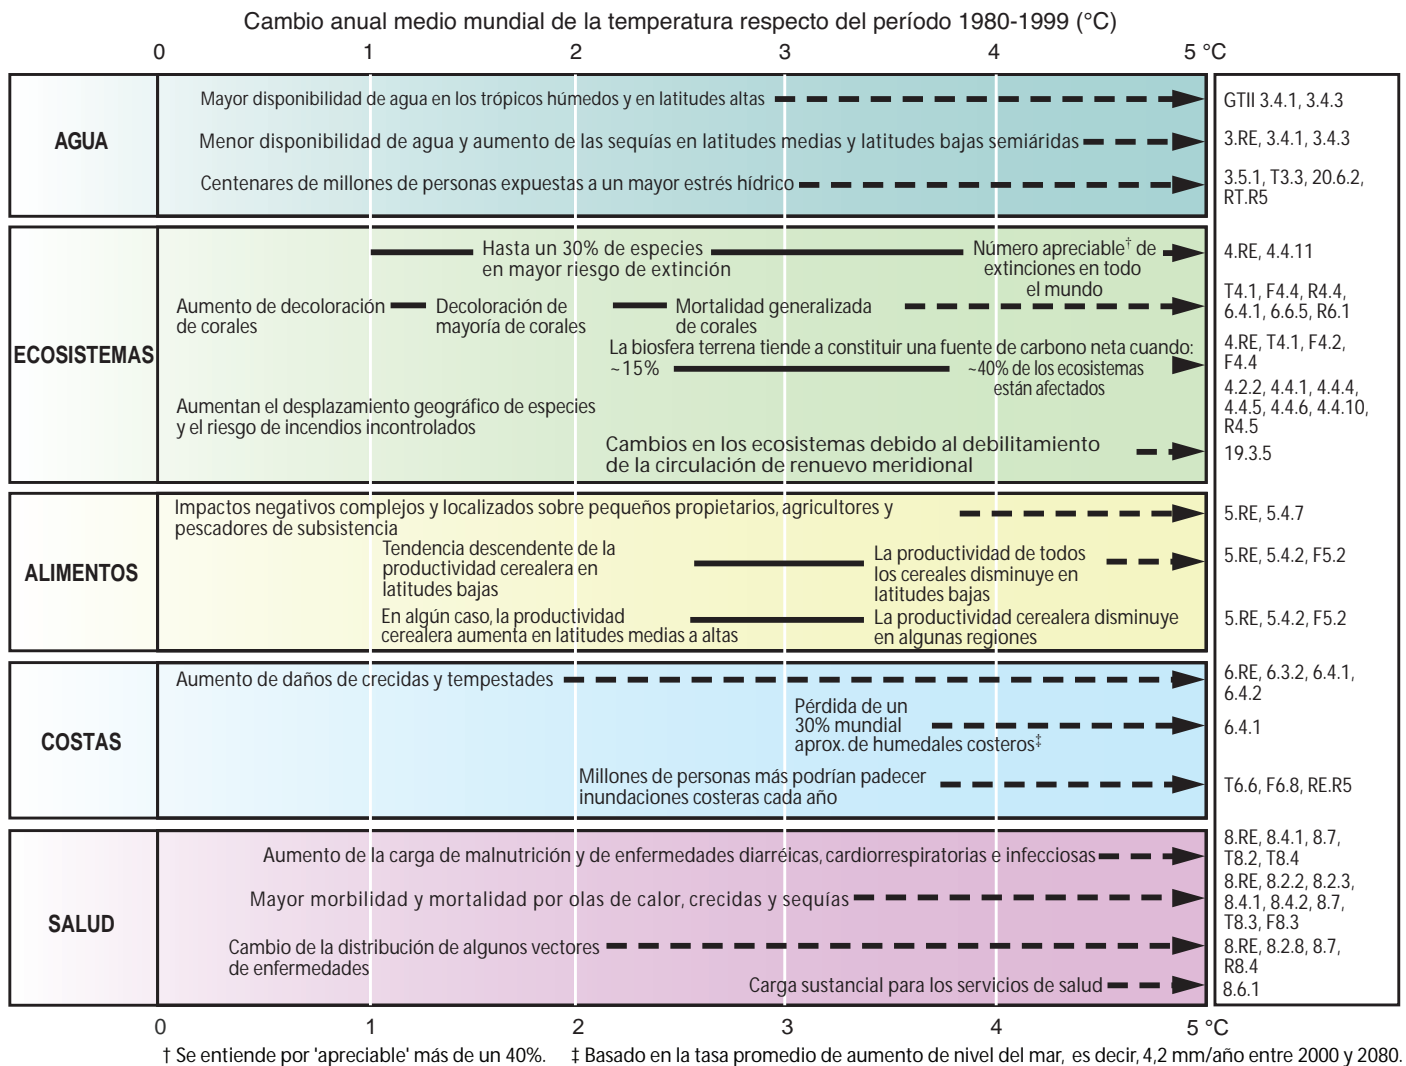 Cambio anual medio mundial de la temperatura respecto del período 1980-1999 (°C)
0 1 2 3 4 5 °C
AGUA
Mayor disponibilidad de agua en los trópicos húmedos y en latitudes altas
GTII 3.4.1, 3.4.3
Menor disponibilidad de agua y aumento de las sequías en latitudes medias y latitudes bajas semiáridas
3.RE, 3.4.1, 3.4.3
Centenares de millones de personas expuestas a un mayor estrés hídrico
3.5.1, T3.3, 20.6.2,
RT.R5
ECOSISTEMAS
Hasta un 30% de especies
en mayor riesgo de extinción
Número apreciable† de
extinciones en todo
el mundo
4.RE, 4.4.11
Aumento de decoloración
de corales
Decoloración de
mayoría de corales
Mortalidad generalizada
de corales
T4.1, F4.4, R4.4,
6.4.1, 6.6.5, R6.1
La biosfera terrena tiende a constituir una fuente de carbono neta cuando:
~15%
~40% de los ecosistemas
están afectados
4.RE, T4.1, F4.2,
F4.4
Aumentan el desplazamiento geográfico de especies
y el riesgo de incendios incontrolados
4.2.2, 4.4.1, 4.4.4,
4.4.5, 4.4.6, 4.4.10,
R4.5
Cambios en los ecosistemas debido al debilitamiento
de la circulación de renuevo meridional
19.3.5
ALIMENTOS
Impactos negativos complejos y localizados sobre pequeños propietarios, agricultores y
pescadores de subsistencia
5.RE, 5.4.7
Tendencia descendente de la
productividad cerealera en
latitudes bajas
La productividad de todos
los cereales disminuye en
latitudes bajas
5.RE, 5.4.2, F5.2
En algún caso, la productividad
cerealera aumenta en latitudes medias a altas
La productividad cerealera disminuye
en algunas regiones
5.RE, 5.4.2, F5.2
COSTAS
Aumento de daños de crecidas y tempestades
6.RE, 6.3.2, 6.4.1,
6.4.2
Pérdida de un
30% mundial
aprox. de humedales costeros‡
6.4.1
Millones de personas más podrían padecer
inundaciones costeras cada año
T6.6, F6.8, RE.R5
SALUD
Aumento de la carga de malnutrición y de enfermedades diarréicas, cardiorrespiratorias e infecciosas
8.RE, 8.4.1, 8.7,
T8.2, T8.4
Mayor morbilidad y mortalidad por olas de calor, crecidas y sequías
8.RE, 8.2.2, 8.2.3,
8.4.1, 8.4.2, 8.7,
T8.3, F8.3
Cambio de la distribución de algunos vectores
de enfermedades
8.RE, 8.2.8, 8.7,
R8.4
Carga sustancial para los servicios de salud
8.6.1
0 1 2 3 4 5 °C
† Se entiende por 'apreciable' más de un 40%. ‡ Basado en la tasa promedio de aumento de nivel del mar, es decir, 4,2 mm/año entre 2000 y 2080.